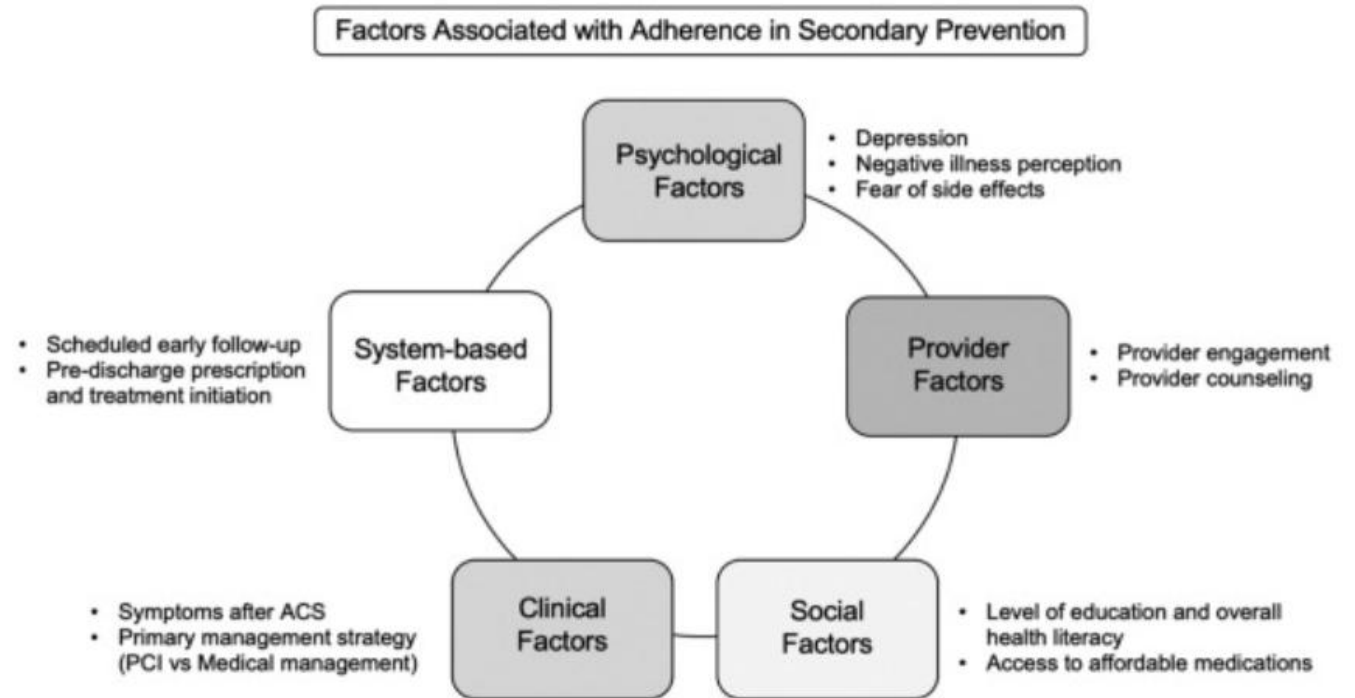 Factors Associated with Adherence in Secondary Prevention
Psychological
Factors
• Depression
• Negative illness perception
• Fear of side effects
Provider
Factors
• Provider engagement
• Provider counseling
Social
Factors
• Level of education and overall
health literacy
• Access to affordable medications
Clinical
Factors
• Symptoms after ACS
• Primary management strategy
(PCI vs Medical management)
System-based
Factors
• Scheduled early follow-up
• Pre-discharge prescription
and treatment initiation